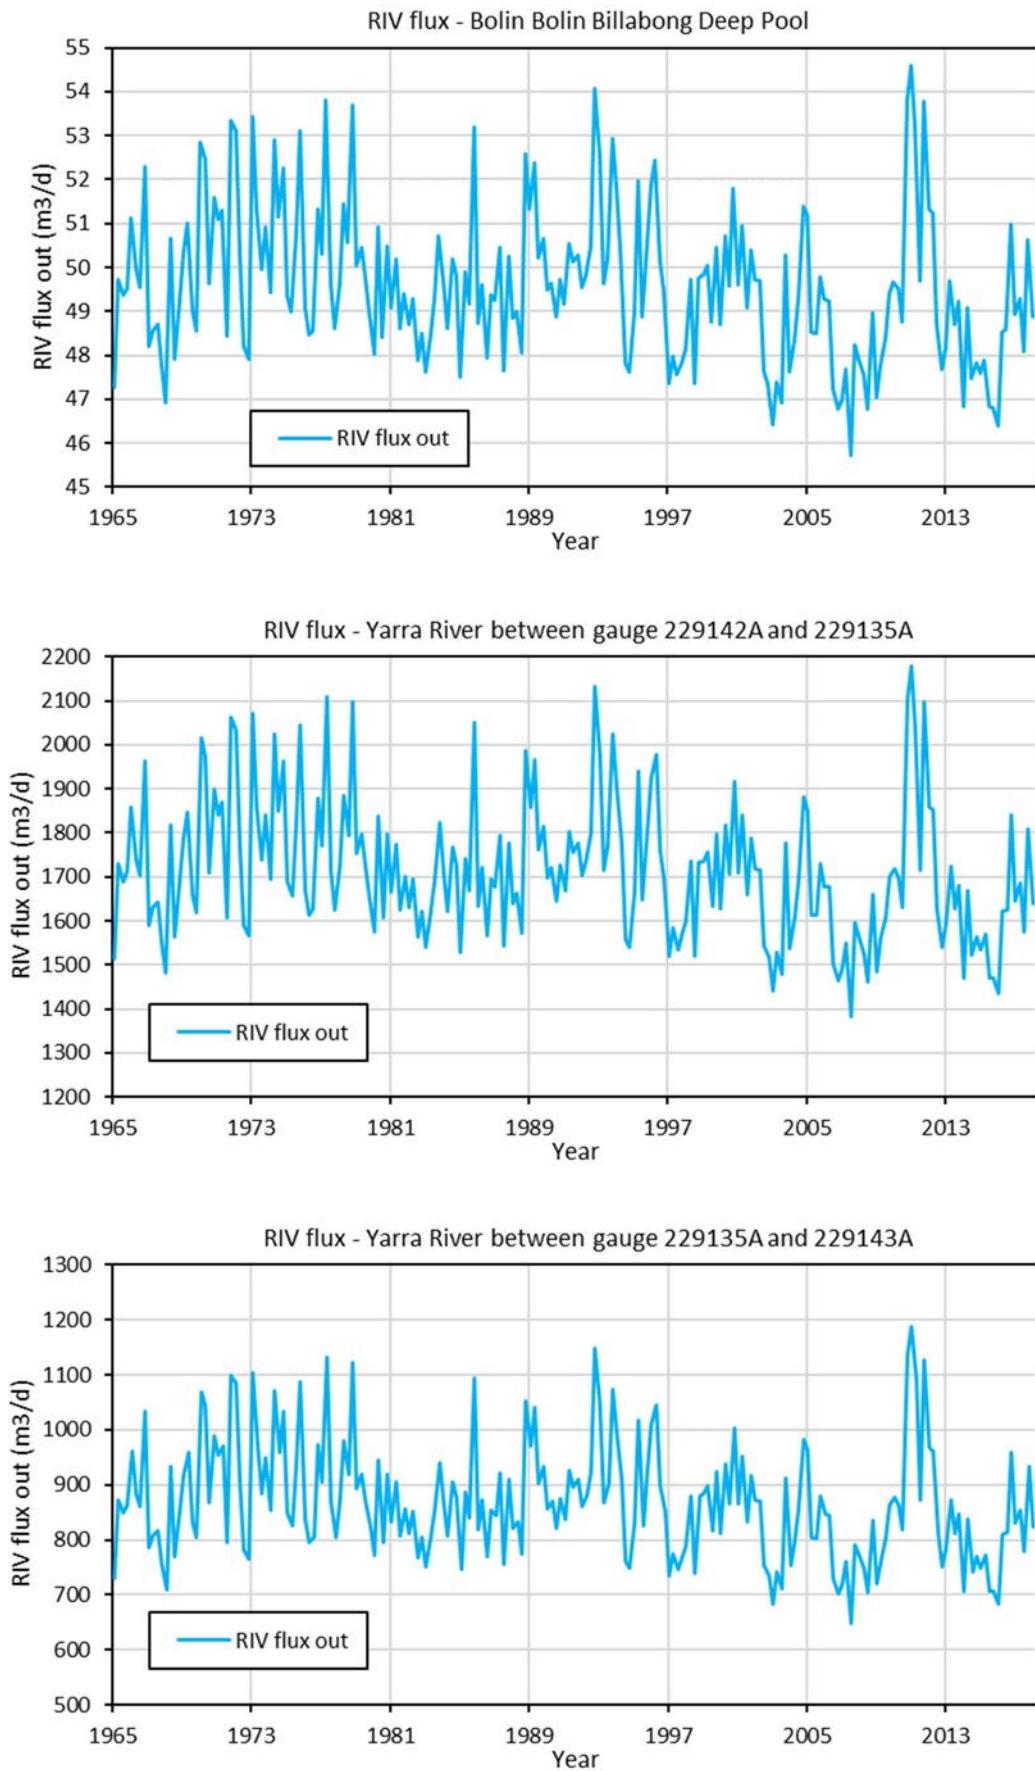 RIV flux - Bolin Bolin Billabong Deep Pool
55
54
53
52
51
50
49
48
47
46
45
RIV flux out (m3/d)
RIV flux out
1965 1973 1981 1989 1997 2005 2013
Year
RIV flux - Yarra River between gauge 229142A and 229135A
2200
2100
2000
1900
1800
1700
1600
1500
1400
1300
1200
RIV flux out (m3/d)
RIV flux out
1965 1973 1981 1989 1997 2005 2013
Year
RIV flux - Yarra River between gauge 229135A and 229143A
1300
1200
1100
1000
900
800
700
600
500
RIV flux out (m3/d)
RIV flux out
1965 1973 1981 1989 1997 2005 2013
Year